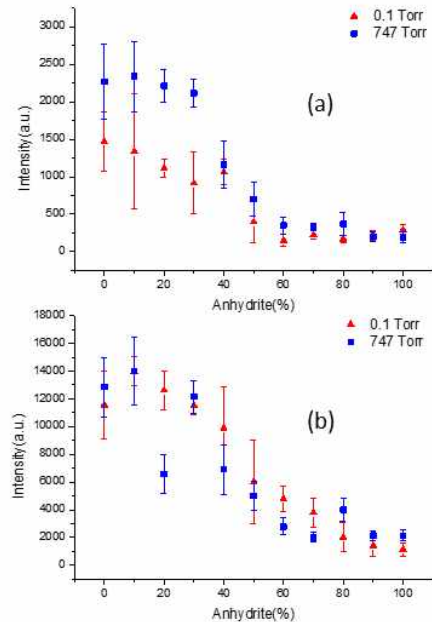 0.1 Torr
747 Torr
(a)
3000
2500
2000
1500
1000
500
0
Intensity(a.u.)
0 20 40 60 80 100
Anhydrite(%)
0.1 Torr
747 Torr
(b)
18000
16000
14000
12000
10000
8000
6000
4000
2000
0
Intensity(a.u.)
0 20 40 60 80 100
Anhydrite(%)